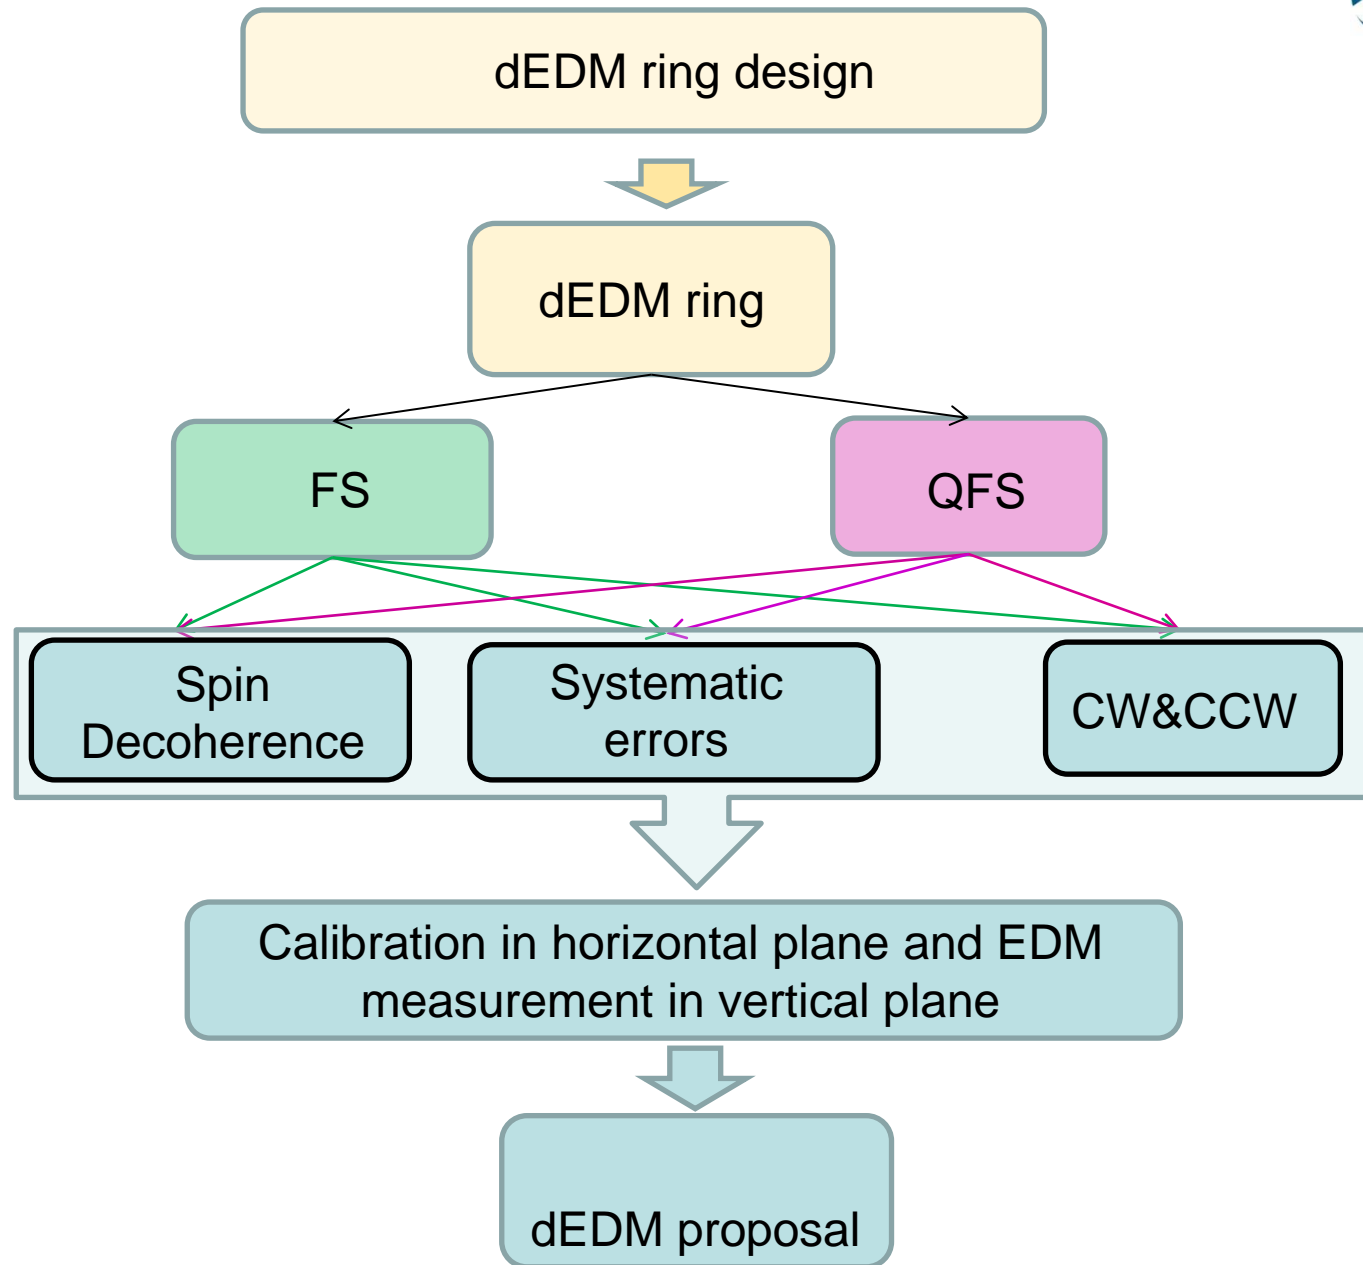 dEDM ring design
dEDM ring
FS
QFS
Spin
Decoherence
Systematic
errors
CW&CCW
Calibration in horizontal plane and EDM
measurement in vertical plane
dEDM proposal